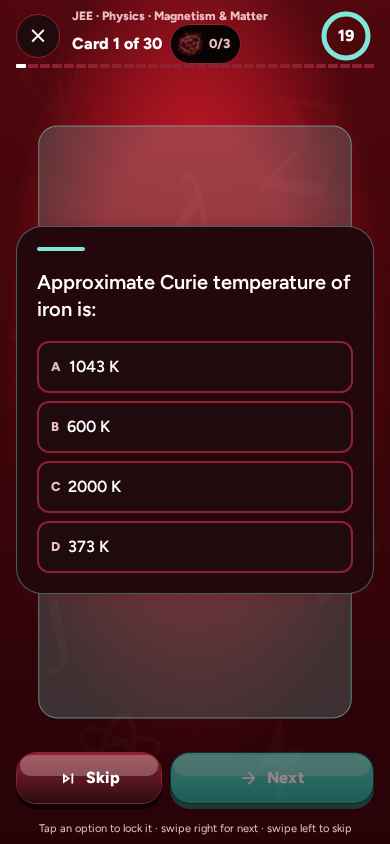 JEE · Physics · Magnetism & Matter
Card 1 of 30
0/3
19
Approximate Curie temperature of
iron is:
A 1043 K
B 600 K
C 2000 K
D 373 K
Skip
Next
Tap an option to lock it · swipe right for next · swipe left to skip